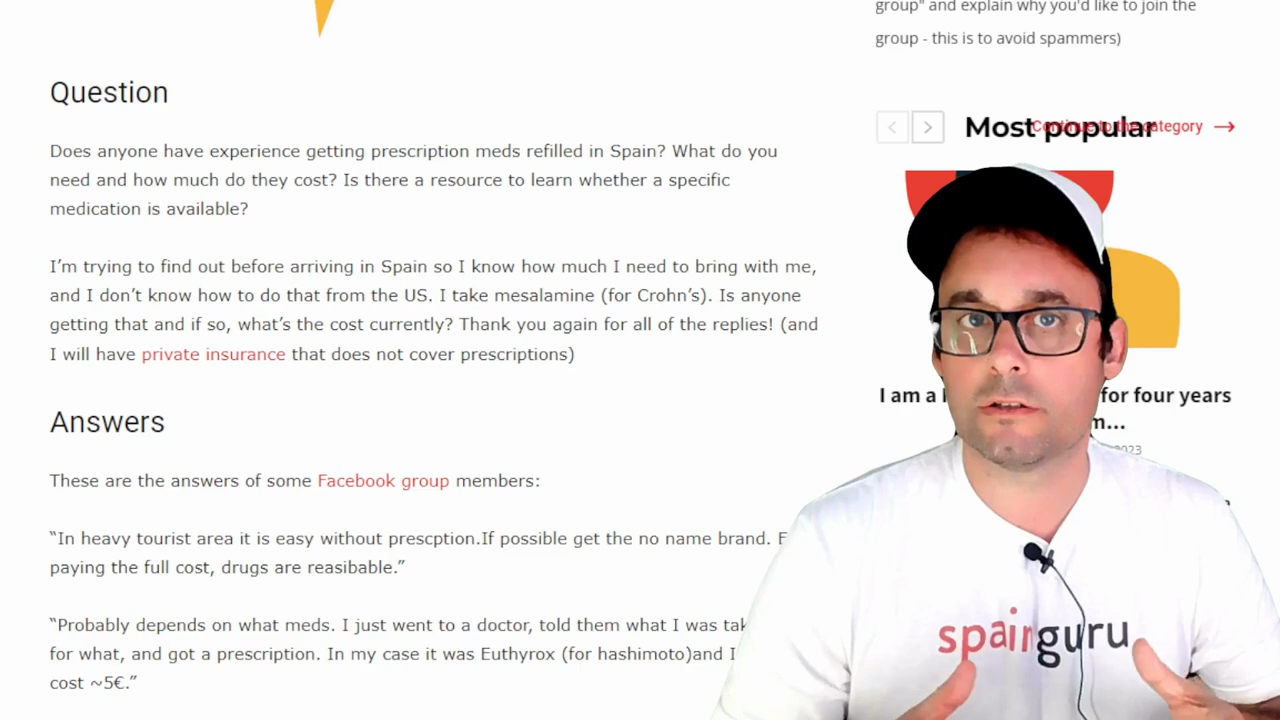 group" and explain why you'd like to join the
group - this is to avoid spammers)
Question
Does anyone have experience getting prescription meds refilled in Spain? What do you
need and how much do they cost? Is there a resource to learn whether a specific
medication is available?
I'm trying to find out before arriving in Spain so I know how much I need to bring with me,
and I don't know how to do that from the US. I take mesalamine (for Crohn's). Is anyone
getting that and if so, what's the cost currently? Thank you again for all of the replies! (and
I will have private insurance that does not cover prescriptions)
Answers
These are the answers of some Facebook group members:
“In heavy tourist area it is easy without prescption.If possible get the no name brand.
paying the full cost, drugs are reasibable.”
“Probably depends on what meds. I just went to a doctor, told them what I was
for what, and got a prescription. In my case it was Euthyrox (for hashimoto)and I
cost ~5€.”
Most popular
Continue to the category
I am a for four years
2023
spainguru